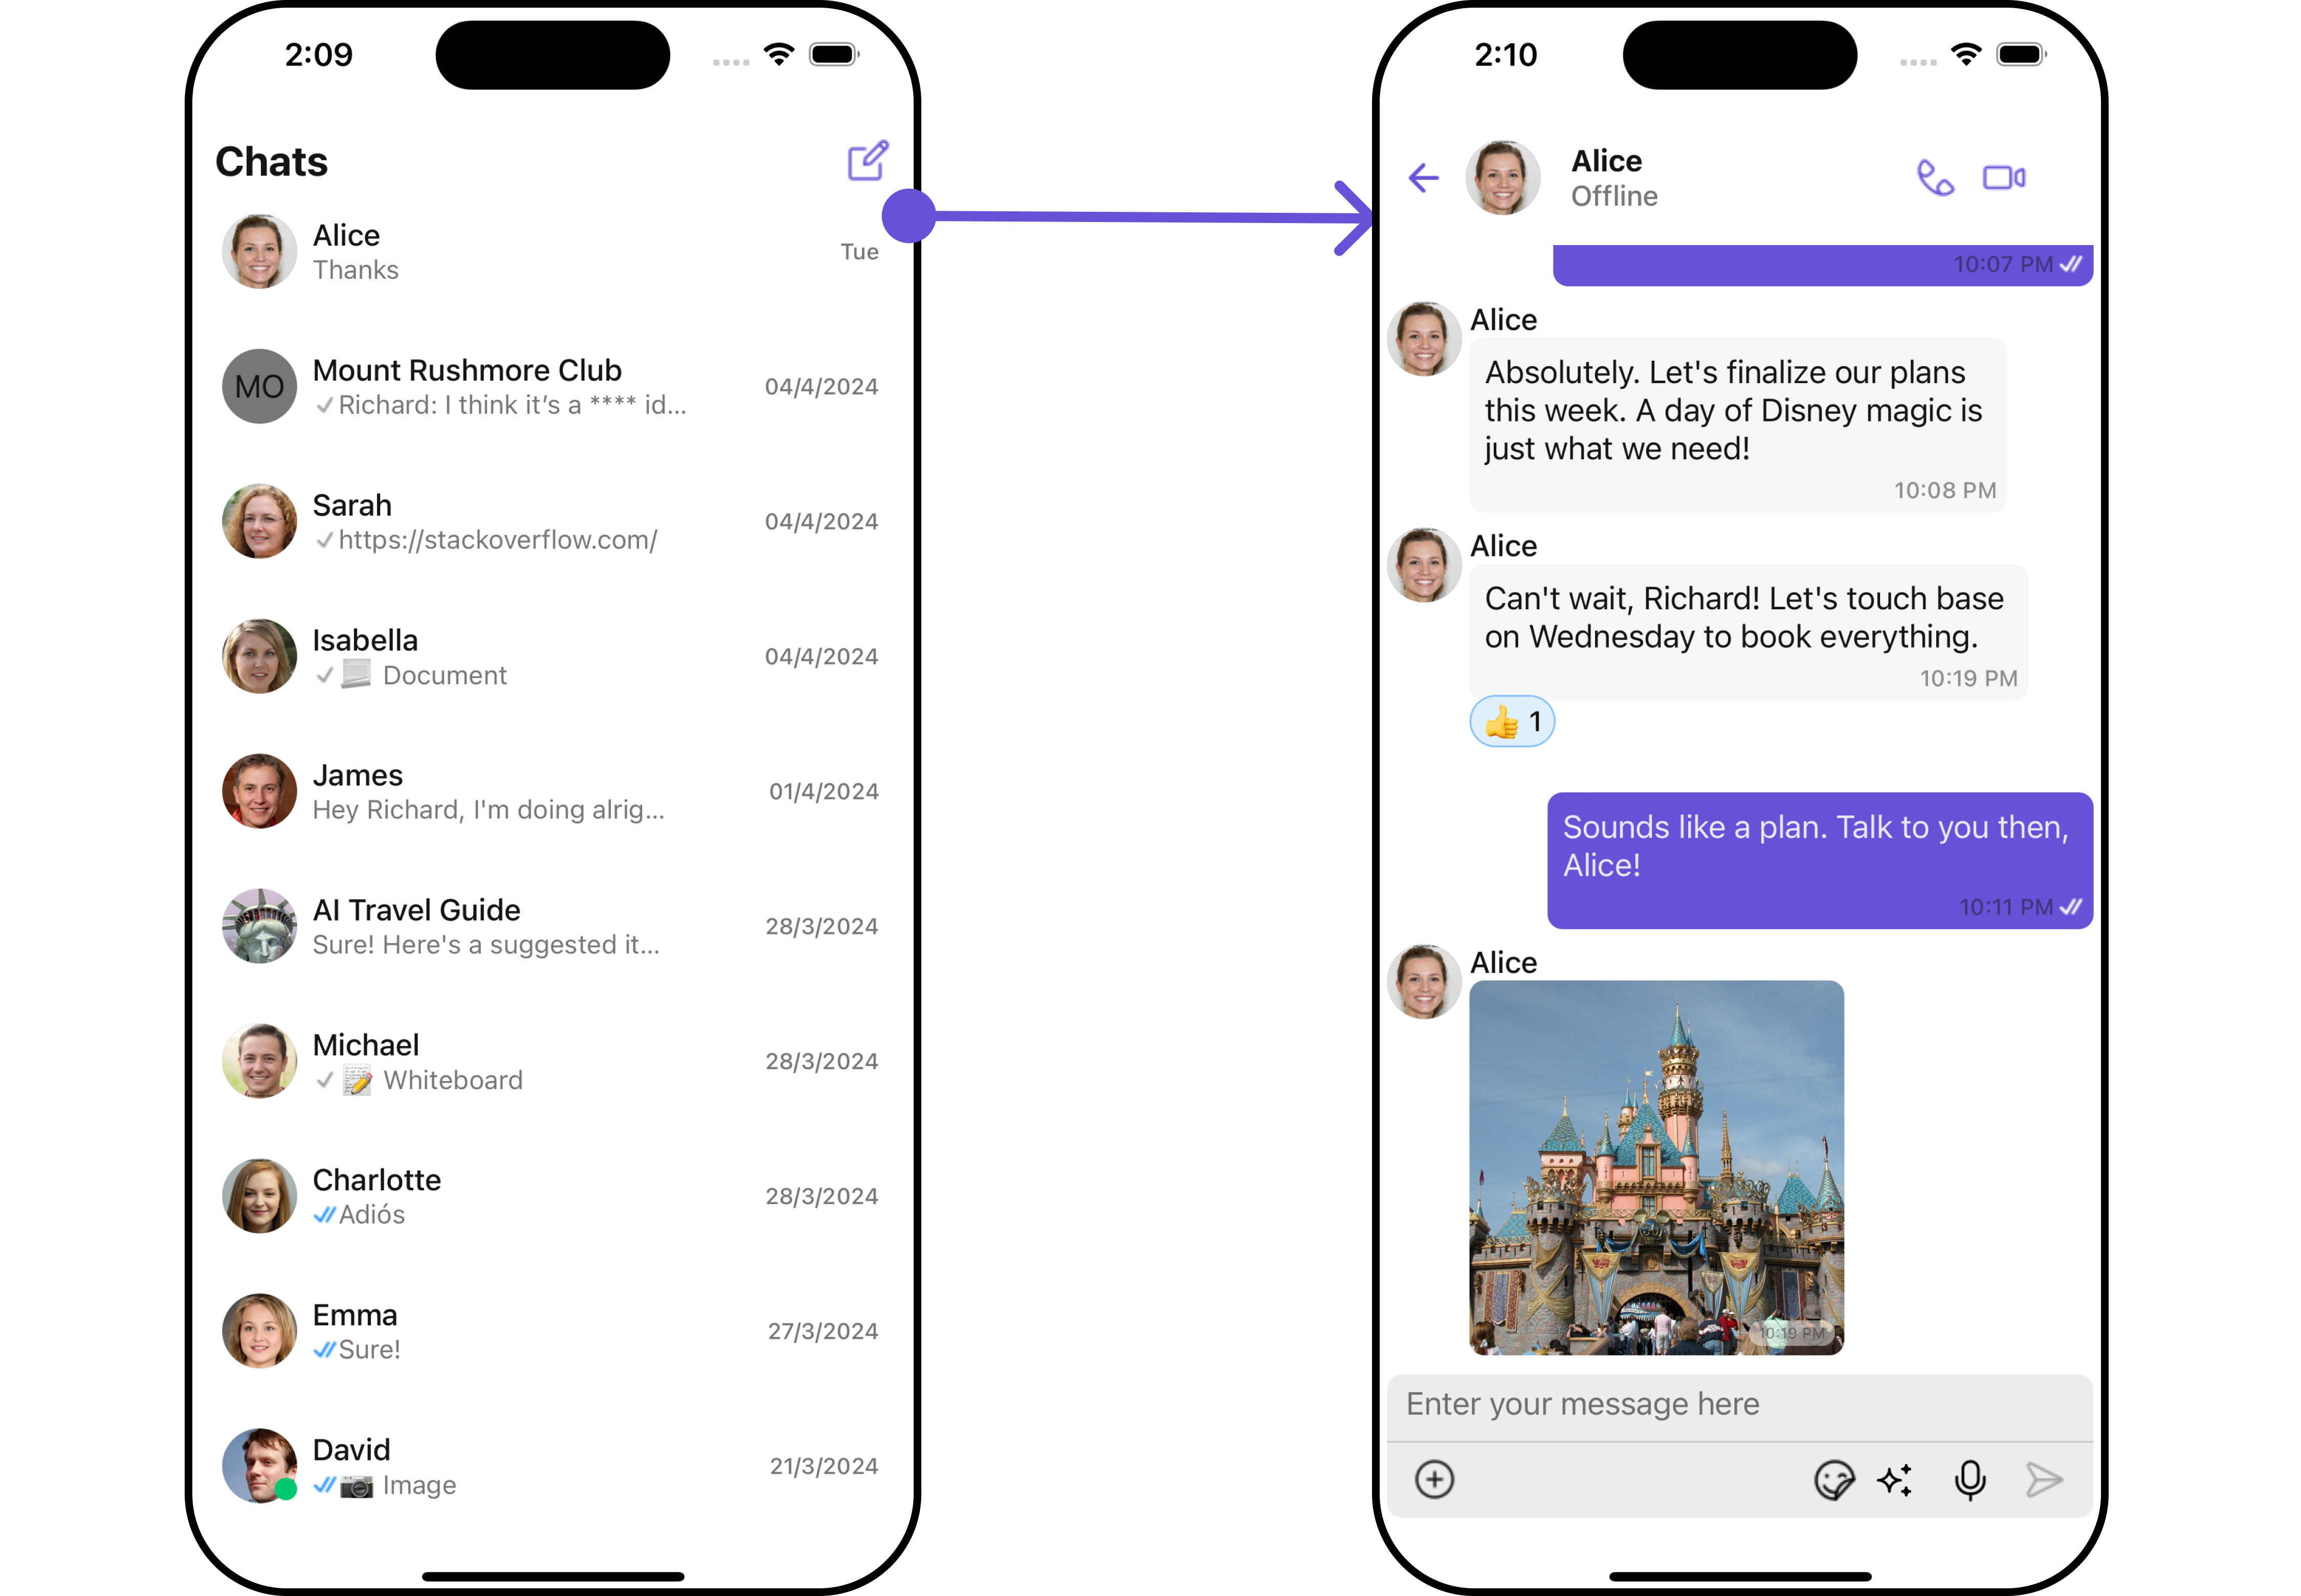 2:09
Chats
Alice
Thanks
Tue
MO
Mount Rushmore Club
Richard: I think it’s a **** id...
04/4/2024
Sarah
https://stackoverflow.com/
04/4/2024
Isabella
Document
04/4/2024
James
Hey Richard, I'm doing alrig...
01/4/2024
AI Travel Guide
Sure! Here's a suggested it...
28/3/2024
Michael
Whiteboard
28/3/2024
Charlotte
Adiós
28/3/2024
Emma
Sure!
27/3/2024
David
Image
21/3/2024
2:10
Alice
Offline
10:07 PM
Alice
Absolutely. Let's finalize our plans
this week. A day of Disney magic is
just what we need!
10:08 PM
Alice
Can't wait, Richard! Let's touch base
on Wednesday to book everything.
10:19 PM
👍 1
Sounds like a plan. Talk to you then,
Alice!
10:11 PM
Alice
10:19 PM
Enter your message here